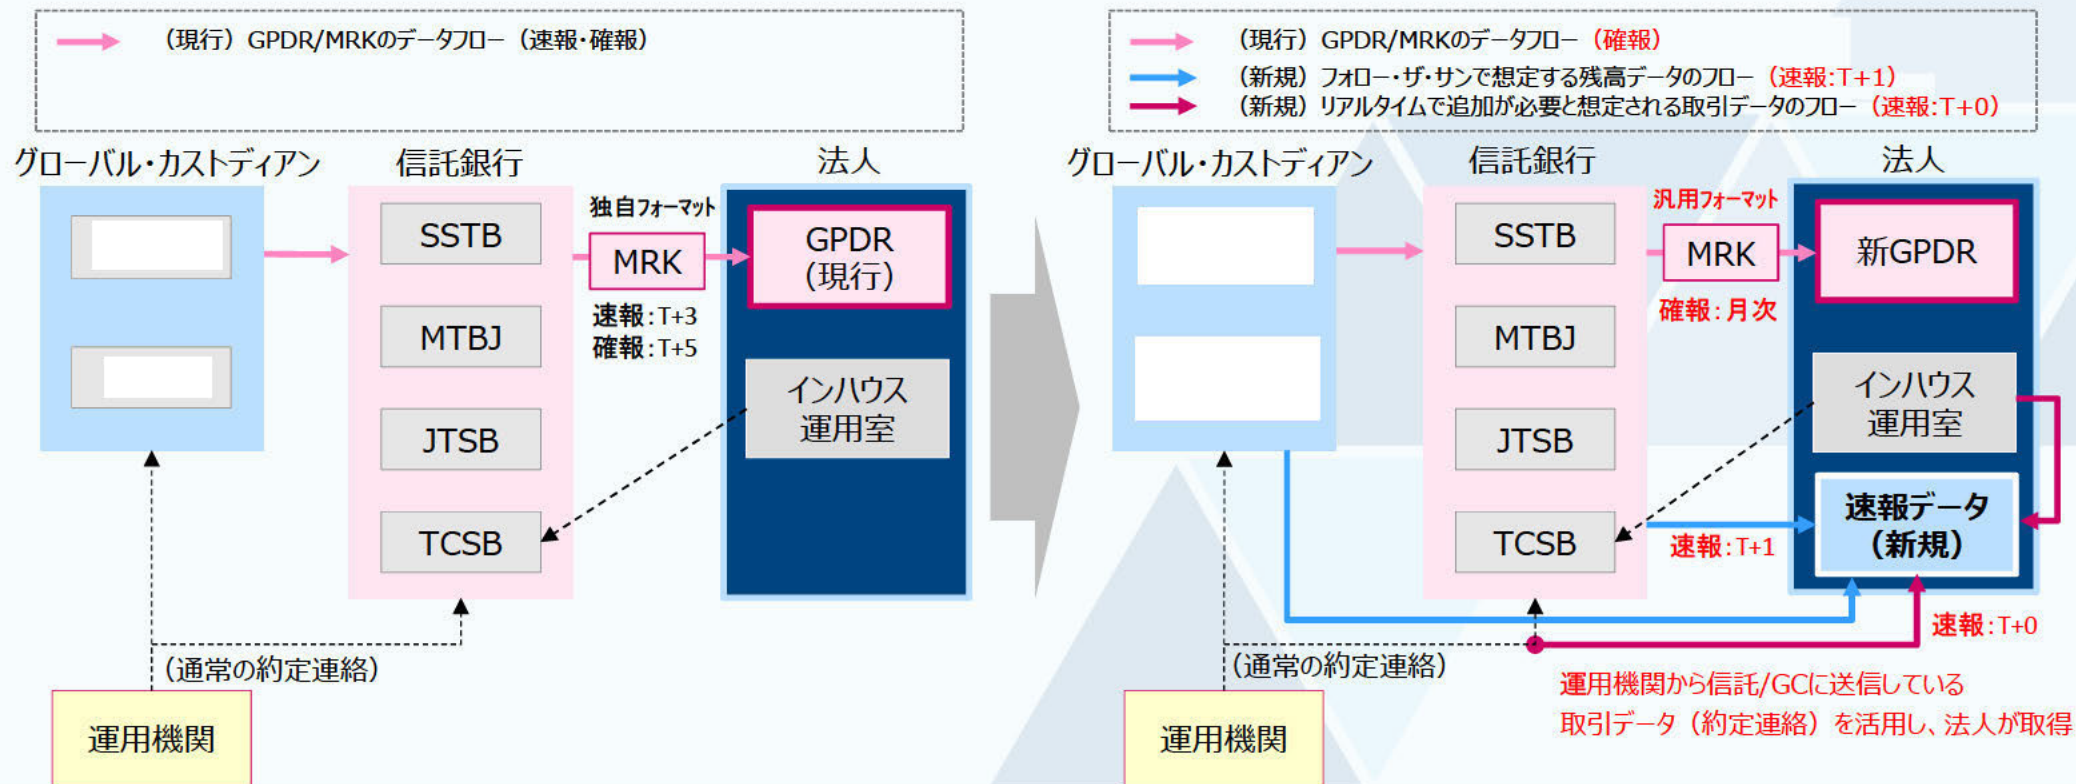 (現行)GPDR/MRKのデータフロー(速報・確報)
グローバル・カストディアン
信託銀行
法人
SSTB
MTBJ
JTSB
TCSB
独自フォーマット
MRK
速報:T+3
確報:T+5
GPDR
(現行)
インハウス
運用室
(通常の約定連絡)
運用機関
(現行)GPDR/MRKのデータフロー(確報)
(新規)フォロー・ザ・サンで想定する残高データのフロー(速報:T+1)
(新規)リアルタイムで追加が必要と想定される取引データのフロー(速報:T+0)
グローバル・カストディアン
信託銀行
法人
SSTB
MTBJ
JTSB
TCSB
汎用フォーマット
MRK
確報:月次
新GPDR
インハウス
運用室
速報データ
(新規)
速報:T+1
速報:T+0
(通常の約定連絡)
運用機関から信託/GCに送信している
取引データ(約定連絡)を活用し、法人が取得
運用機関